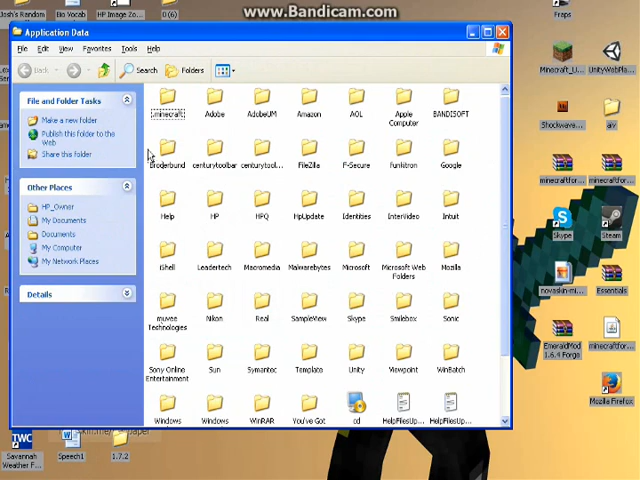 www.Bandicam.com
Josh's Random
Eko Vocab
HP Image Zo...
0 (6)
Fraps
Application Data
File Edit View Favorites Tools Help
Back Search Folders
File and Folder Tasks
Make a new folder
Publish this folder to the Web
Share this folder
Other Places
HP_Owner
My Documents
Documents
My Computer
My Network Places
Details
.minecraft Adobe AdobeUM Amazon AOL Apple Computer BANDISOFT
Broderbund centurytoolbar centurytool... FileZilla F-Secure funkitron Google
Help HP HPQ HpUpdate Identities InterVideo Intuit
iShell Leadertech Macromedia Malwarebytes Microsoft Microsoft Web Folders Mozilla
muvee Technologies Nikon Real SampleView Skype Smilebox Sonic
Sony Online Entertainment Sun Symantec Template Unity Viewpoint WinBatch
Windows Windows WinRAR You've Got cd HelpFilesUp... HelpFilesUp...
Minecraft_Li... UnityWebPla...
Shockwave... aiv
minecraftfor... minecraftfor...
Skype Steam
novaskin-mi... Essentials
EmeraldMod 1.6.4 Forge minecraftfor...
Mozilla Firefox
TWC
Savannah Weather F...
Speech1
1.7.2